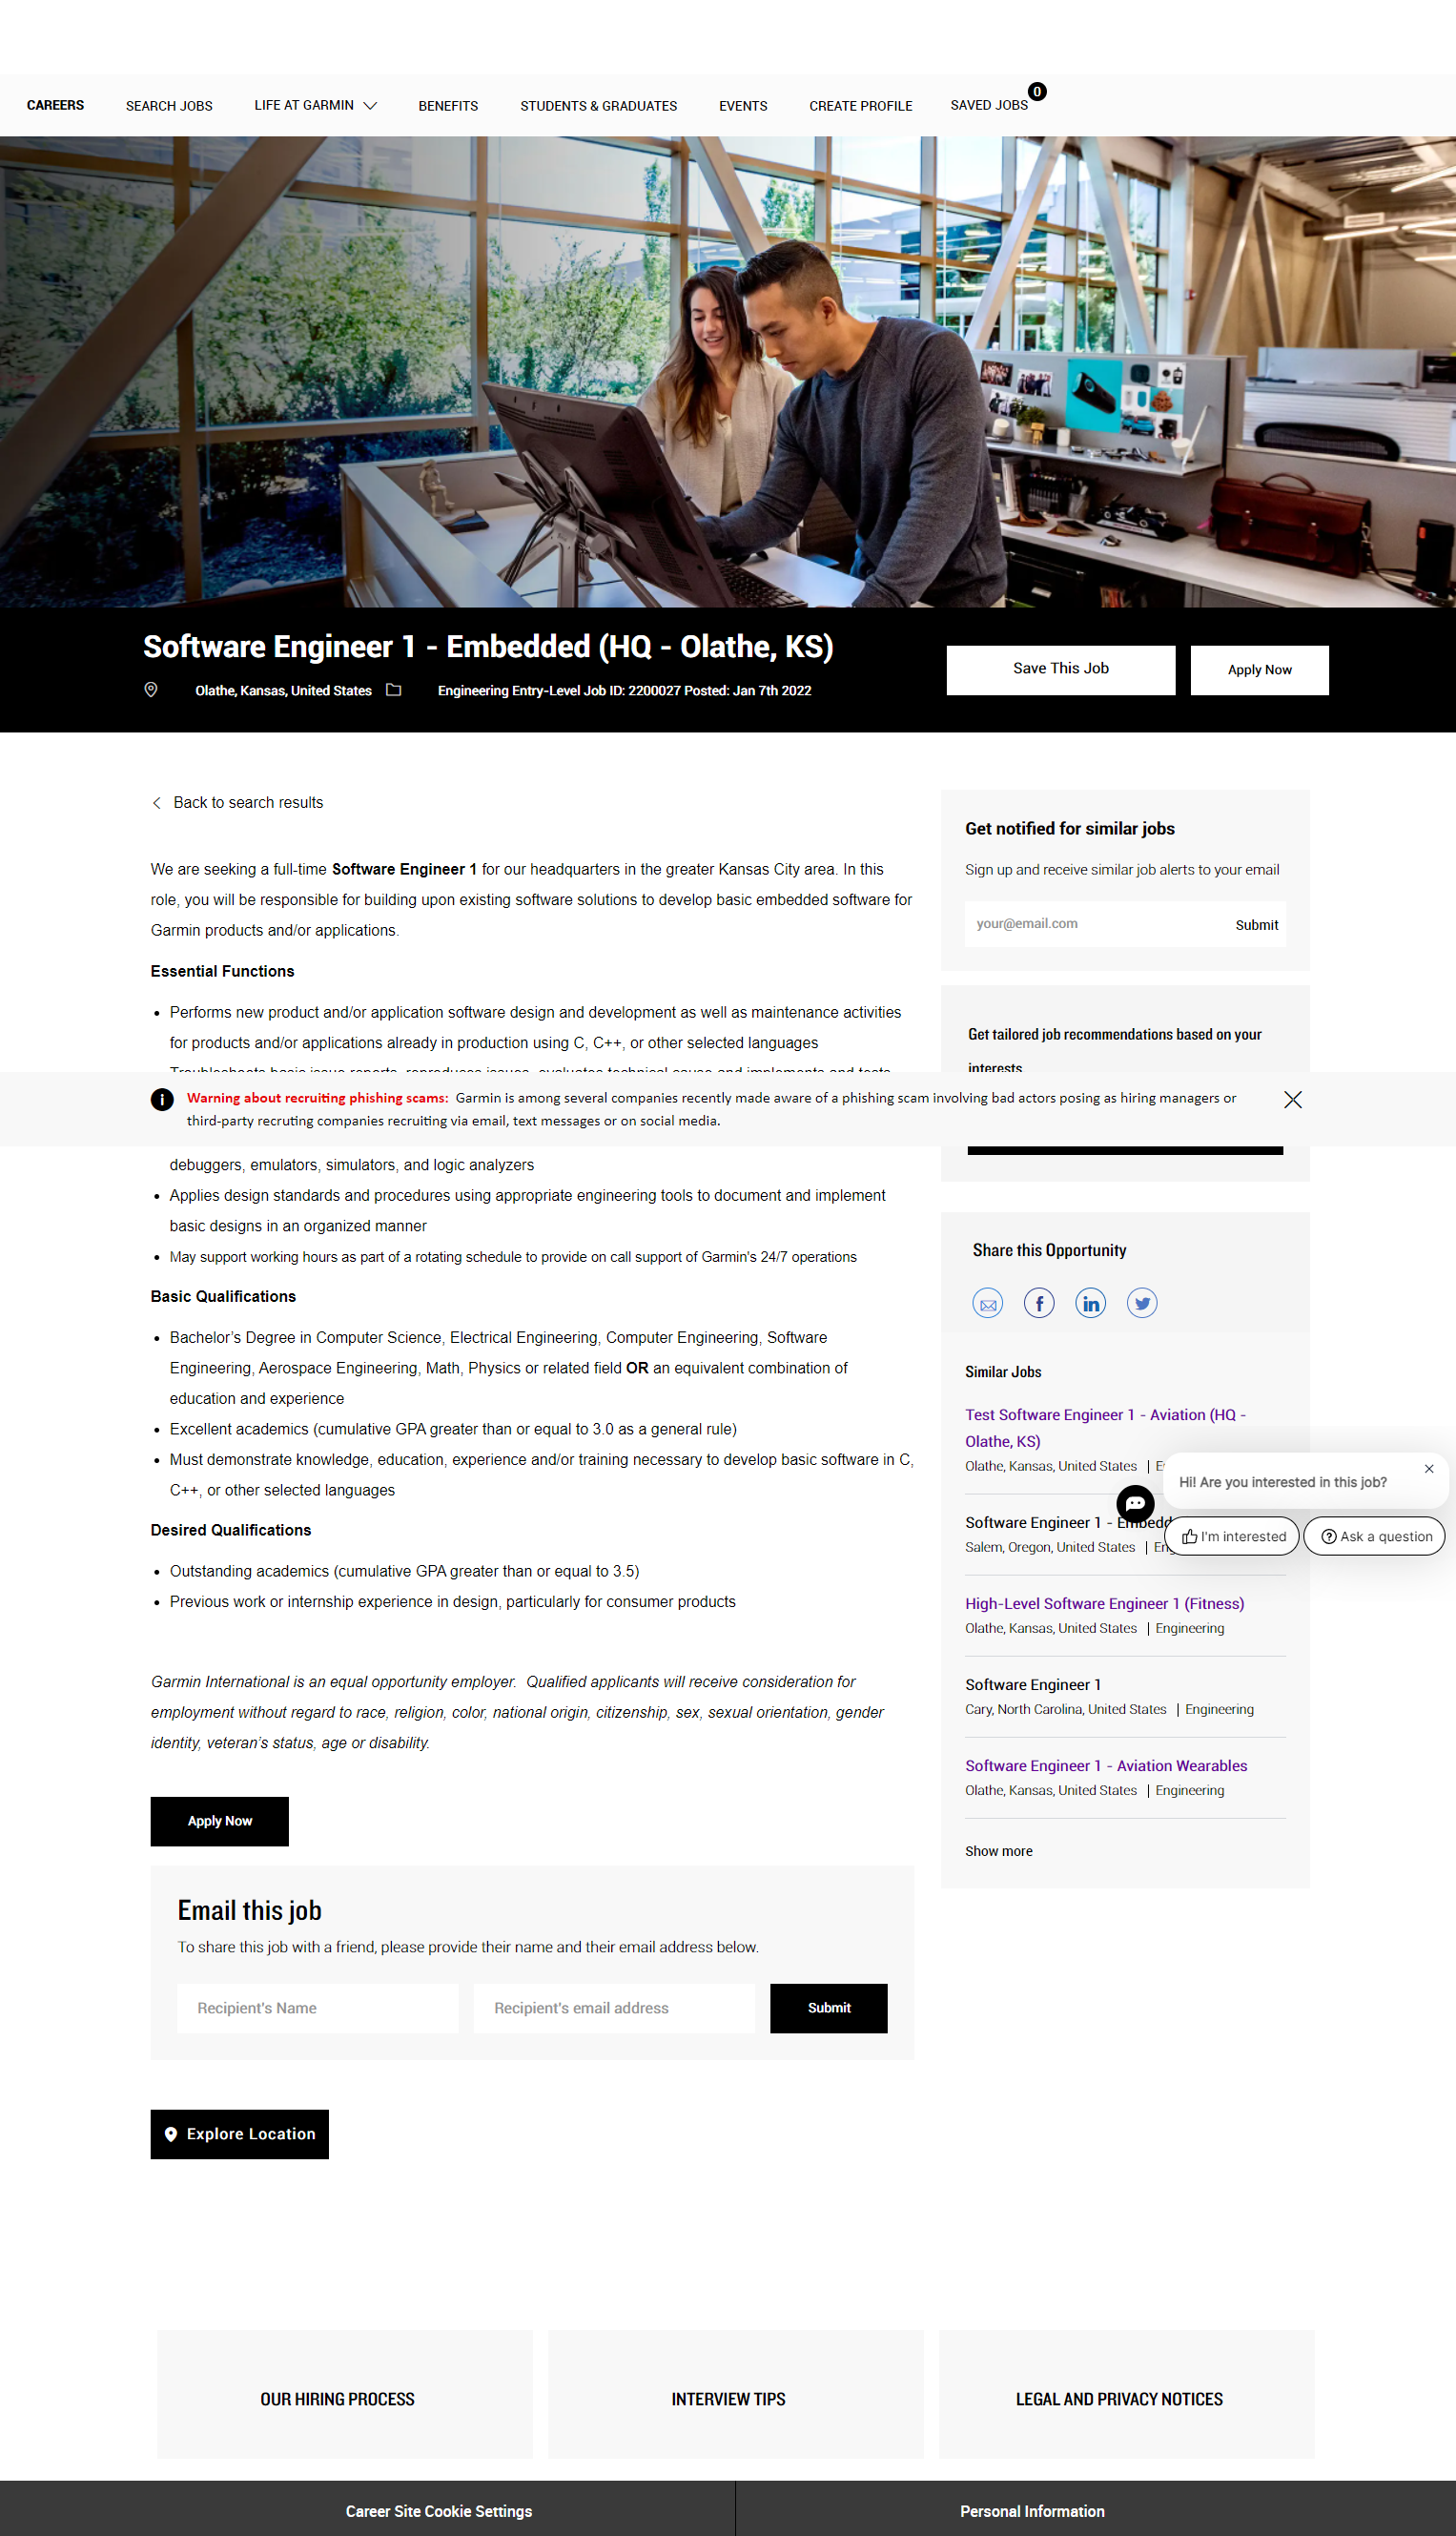 CAREERS SEARCH JOBS LIFE AT GARMIN BENEFITS STUDENTS & GRADUATES EVENTS CREATE PROFILE SAVED JOBS 0
Software Engineer 1 - Embedded (HQ - Olathe, KS)
Olathe, Kansas, United States Engineering Entry-Level Job ID: 2200027 Posted: Jan 7th 2022
Save This Job
Apply Now
Back to search results
We are seeking a full-time Software Engineer 1 for our headquarters in the greater Kansas City area. In this
role, you will be responsible for building upon existing software solutions to develop basic embedded software for
Garmin products and/or applications.
Essential Functions
• Performs new product and/or application software design and development as well as maintenance activities
for products and/or applications already in production using C, C++, or other selected languages
Troubleshoots basic issue reports, reproduces issues, evaluates technical cause and implements and tests
Warning about recruiting phishing scams: Garmin is among several companies recently made aware of a phishing scam involving bad actors posing as hiring managers or
third-party recruting companies recruiting via email, text messages or on social media.
debuggers, emulators, simulators, and logic analyzers
• Applies design standards and procedures using appropriate engineering tools to document and implement
basic designs in an organized manner
• May support working hours as part of a rotating schedule to provide on call support of Garmin's 24/7 operations
Basic Qualifications
• Bachelor's Degree in Computer Science, Electrical Engineering, Computer Engineering, Software
Engineering, Aerospace Engineering, Math, Physics or related field OR an equivalent combination of
education and experience
• Excellent academics (cumulative GPA greater than or equal to 3.0 as a general rule)
• Must demonstrate knowledge, education, experience and/or training necessary to develop basic software in C,
C++, or other selected languages
Desired Qualifications
• Outstanding academics (cumulative GPA greater than or equal to 3.5)
• Previous work or internship experience in design, particularly for consumer products
Garmin International is an equal opportunity employer. Qualified applicants will receive consideration for
employment without regard to race, religion, color, national origin, citizenship, sex, sexual orientation, gender
identity, veteran's status, age or disability.
Apply Now
Email this job
To share this job with a friend, please provide their name and their email address below.
Recipient's Name
Recipient's email address
Submit
Explore Location
Get notified for similar jobs
Sign up and receive similar job alerts to your email
your@email.com
Submit
Get tailored job recommendations based on your
interests.
Share this Opportunity
Similar Jobs
Test Software Engineer 1 - Aviation (HQ -
Olathe, KS)
Olathe, Kansas, United States | E
Software Engineer 1 - Embedd
Salem, Oregon, United States | En
High-Level Software Engineer 1 (Fitness)
Olathe, Kansas, United States | Engineering
Software Engineer 1
Cary, North Carolina, United States | Engineering
Software Engineer 1 - Aviation Wearables
Olathe, Kansas, United States | Engineering
Show more
Hi! Are you interested in this job?
I'm interested
Ask a question
OUR HIRING PROCESS
INTERVIEW TIPS
LEGAL AND PRIVACY NOTICES
Career Site Cookie Settings
Personal Information